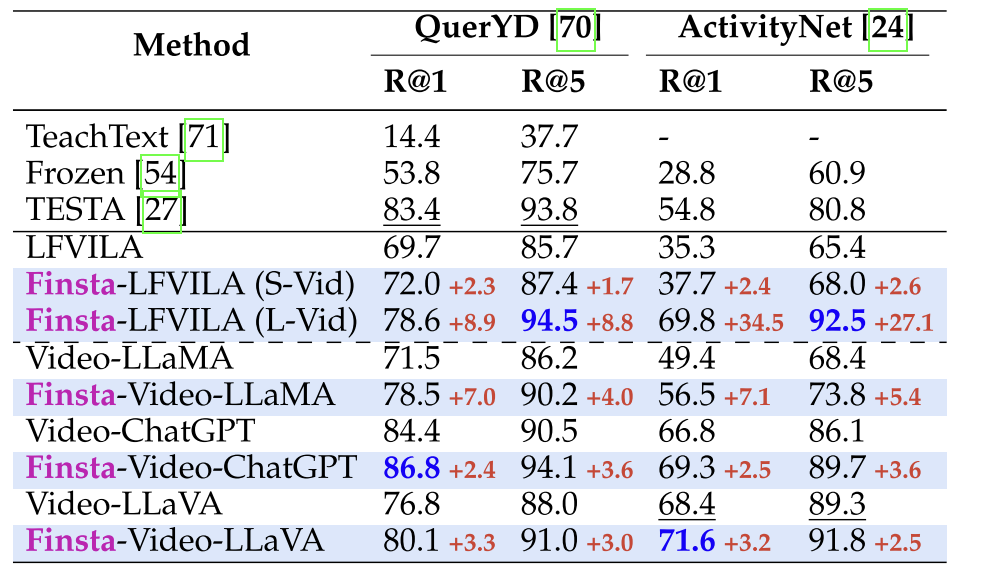 Method QuerYD [70] ActivityNet [24]
R@1 R@5 R@1 R@5
TeachText [71] 14.4 37.7 - -
Frozen [54] 53.8 75.7 28.8 60.9
TESTA [27] 83.4 93.8 54.8 80.8
LFVILA 69.7 85.7 35.3 65.4
Finsta-LFVILA (S-Vid) 72.0 +2.3 87.4 +1.7 37.7 +2.4 68.0 +2.6
Finsta-LFVILA (L-Vid) 78.6 +8.9 94.5 +8.8 69.8 +34.5 92.5 +27.1
Video-LLaMA 71.5 86.2 49.4 68.4
Finsta-Video-LLaMA 78.5 +7.0 90.2 +4.0 56.5 +7.1 73.8 +5.4
Video-ChatGPT 84.4 90.5 66.8 86.1
Finsta-Video-ChatGPT 86.8 +2.4 94.1 +3.6 69.3 +2.5 89.7 +3.6
Video-LLaVA 76.8 88.0 68.4 89.3
Finsta-Video-LLaVA 80.1 +3.3 91.0 +3.0 71.6 +3.2 91.8 +2.5